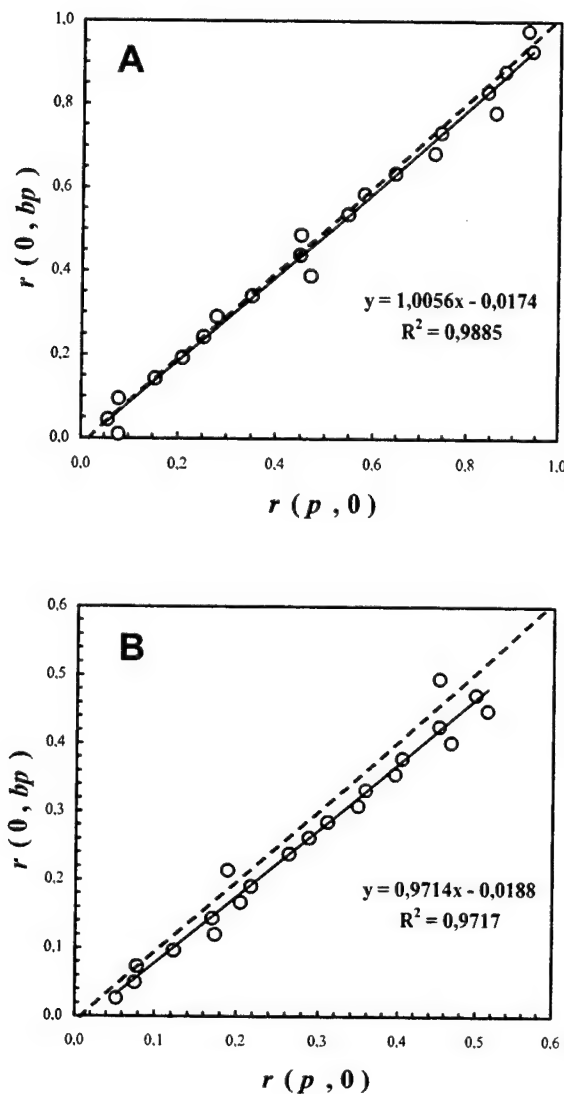 A
1,0
0,8
0,6
0,4
0,2
0,0
r ( 0 , bp )
y = 1,0056x - 0,0174
R² = 0,9885
0,0 0,2 0,4 0,6 0,8 1,0
r ( p , 0 )
B
0,6
0,5
0,4
0,3
0,2
0,1
0,0
r ( 0 , bp )
y = 0,9714x - 0,0188
R² = 0,9717
0,0 0,1 0,2 0,3 0,4 0,5 0,6
r ( p , 0 )